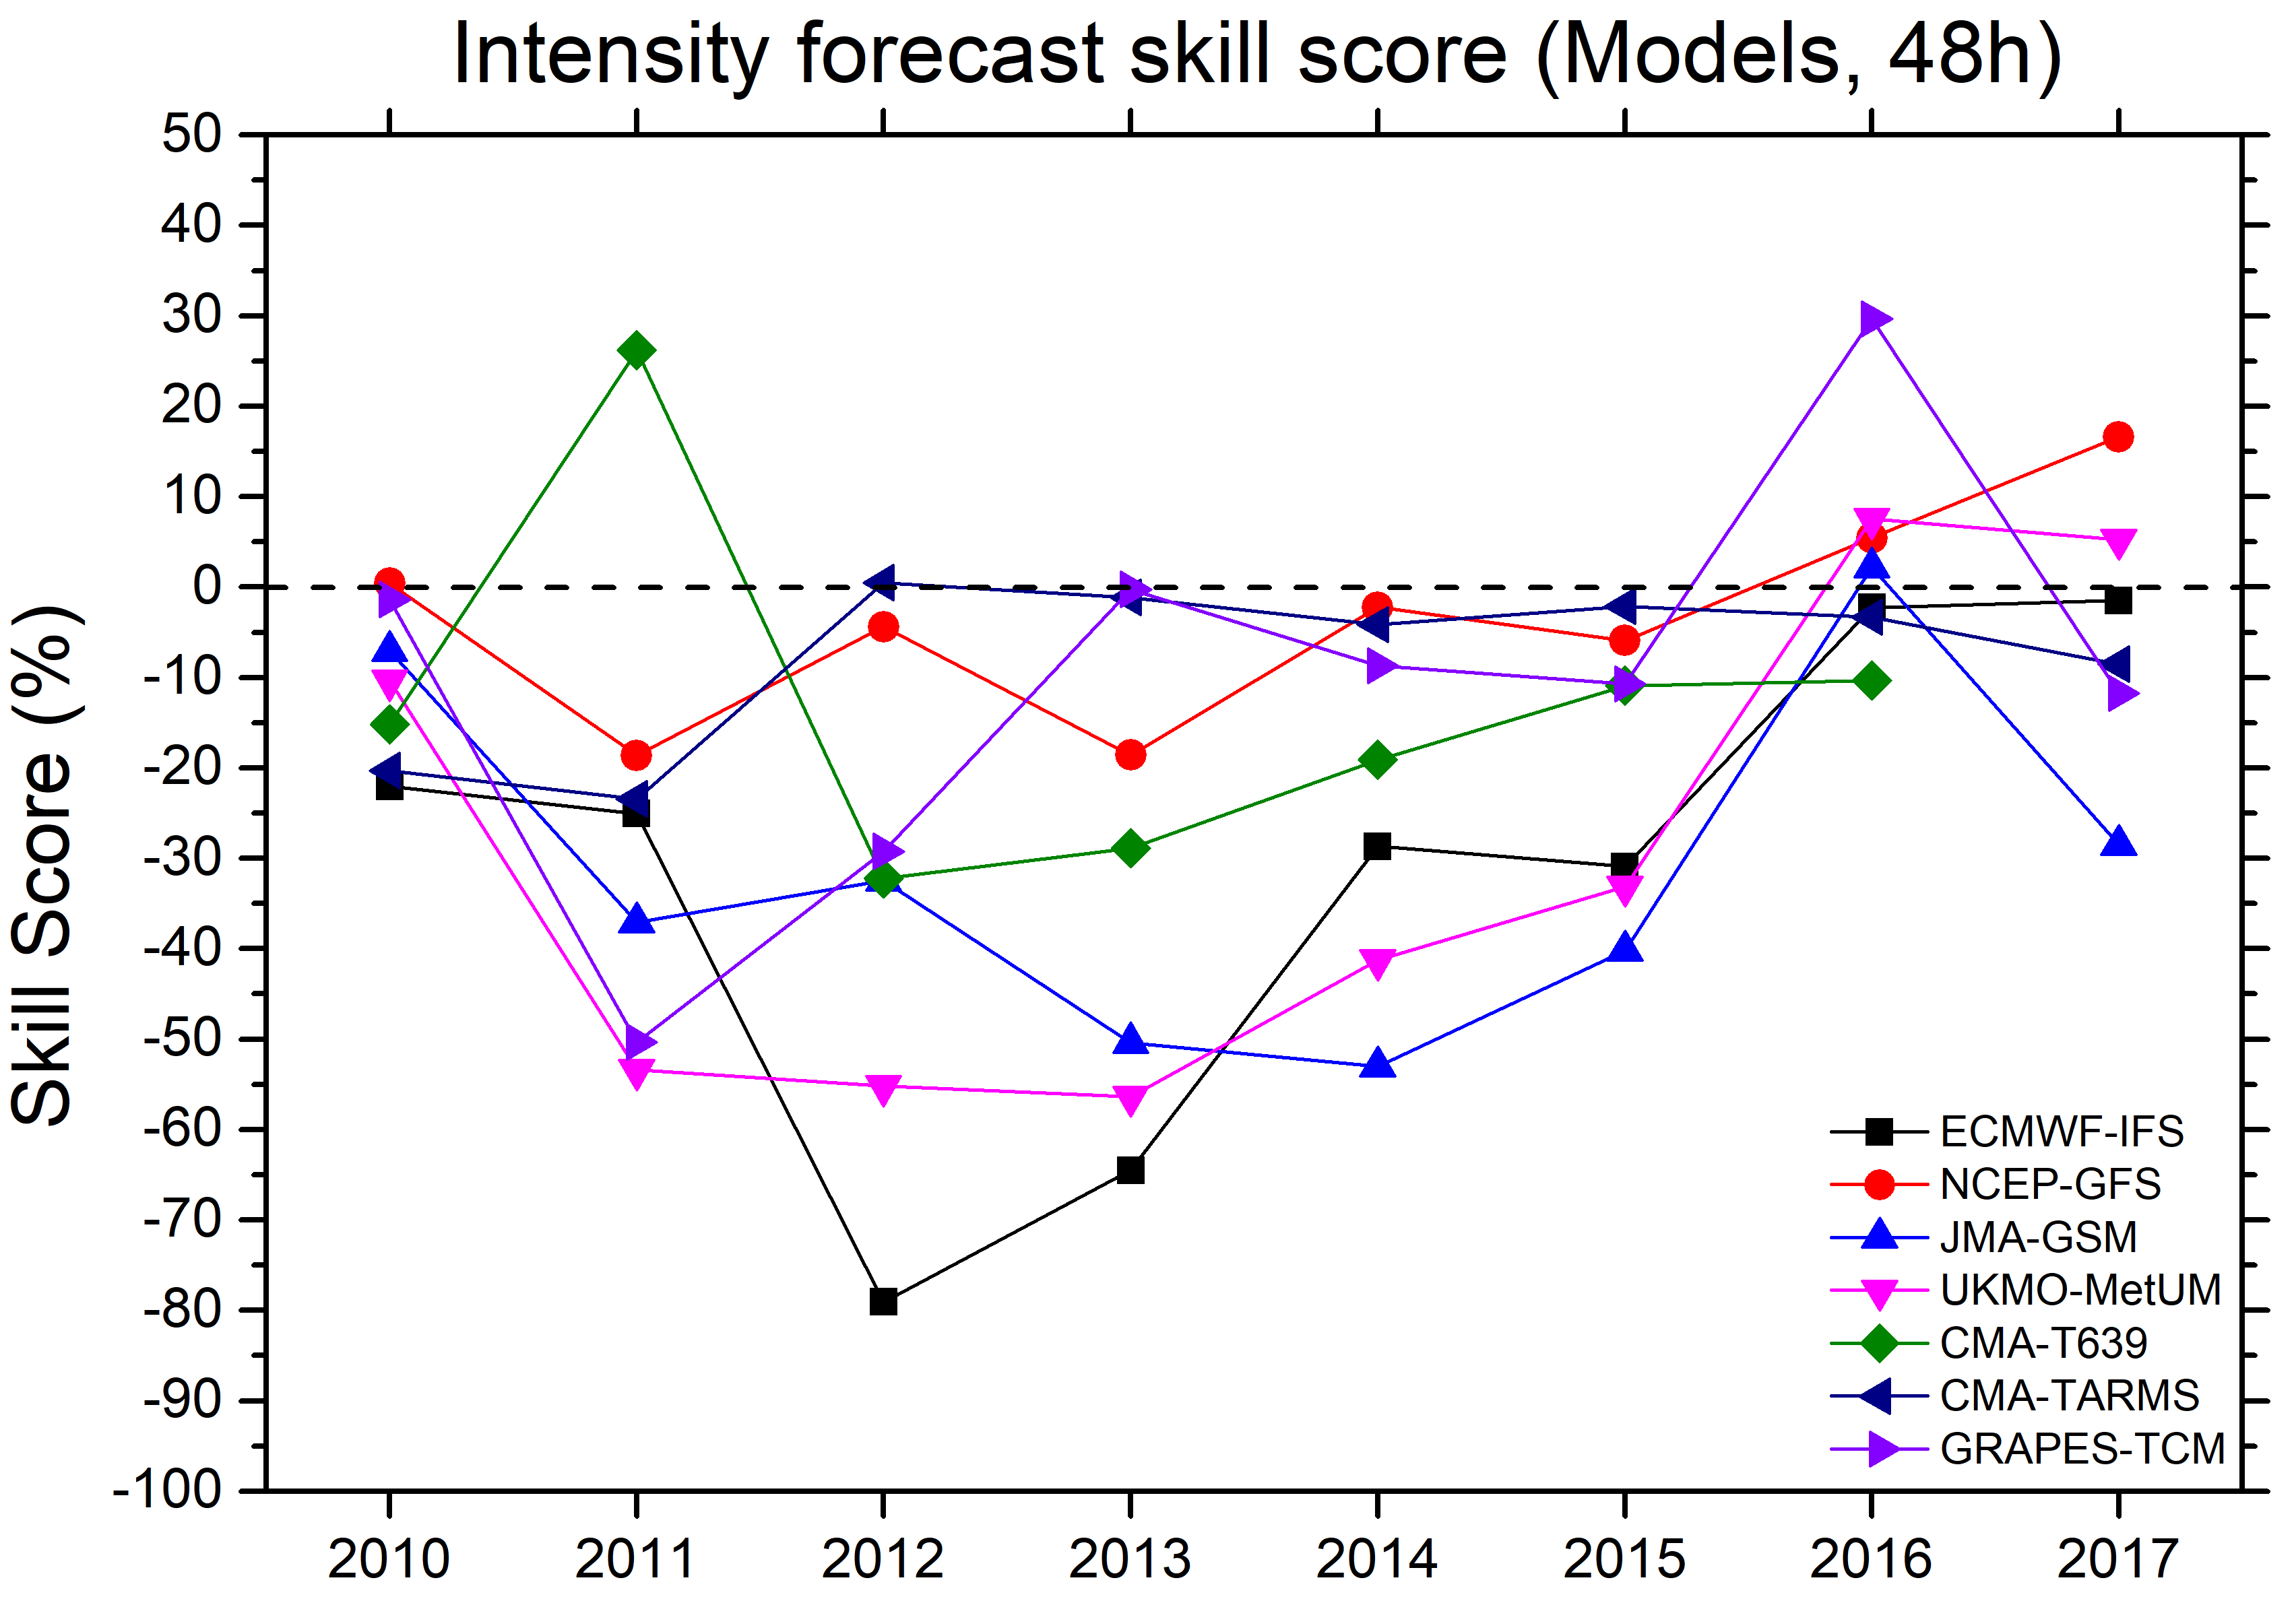 Intensity forecast skill score (Models, 48h)
Skill Score (%)
50
40
30
20
10
0
-10
-20
-30
-40
-50
-60
-70
-80
-90
-100
ECMWF-IFS
NCEP-GFS
JMA-GSM
UKMO-MetUM
CMA-T639
CMA-TARMS
GRAPES-TCM
2010 2011 2012 2013 2014 2015 2016 2017